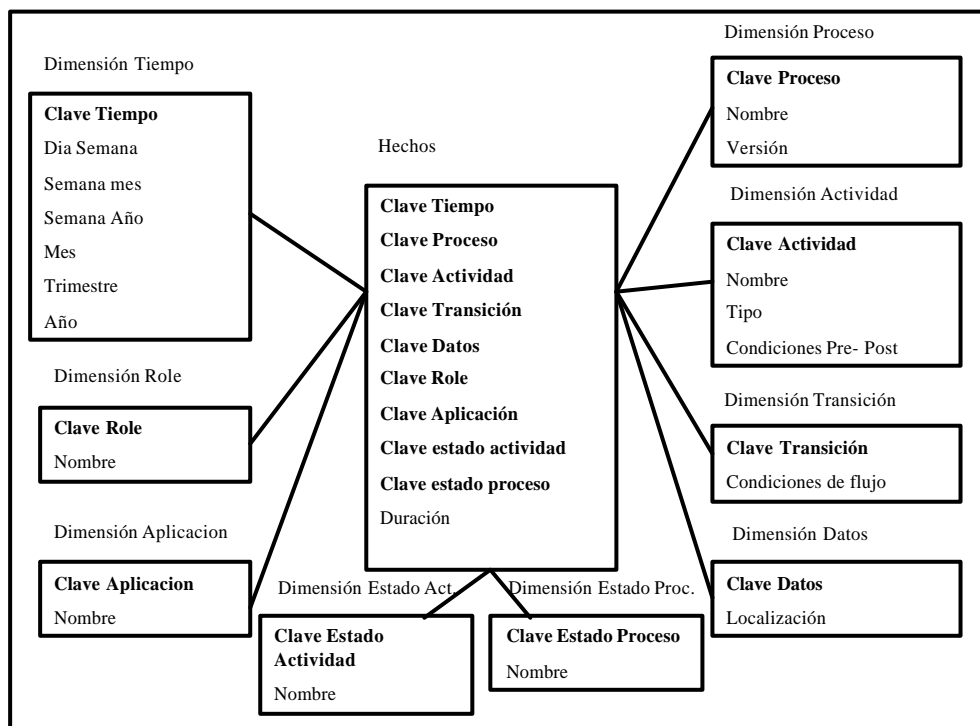 Dimensión Tiempo
Clave Tiempo
Dia Semana
Semana mes
Semana Año
Mes
Trimestre
Año
Dimensión Role
Clave Role
Nombre
Dimensión Aplicacion
Clave Aplicacion
Nombre
Hechos
Clave Tiempo
Clave Proceso
Clave Actividad
Clave Transición
Clave Datos
Clave Role
Clave Aplicación
Clave estado actividad
Clave estado proceso
Duración
Dimensión Estado Act.
Clave Estado
Actividad
Nombre
Dimensión Estado Proc.
Clave Estado Proceso
Nombre
Dimensión Proceso
Clave Proceso
Nombre
Versión
Dimensión Actividad
Clave Actividad
Nombre
Tipo
Condiciones Pre- Post
Dimensión Transición
Clave Transición
Condiciones de flujo
Dimensión Datos
Clave Datos
Localización